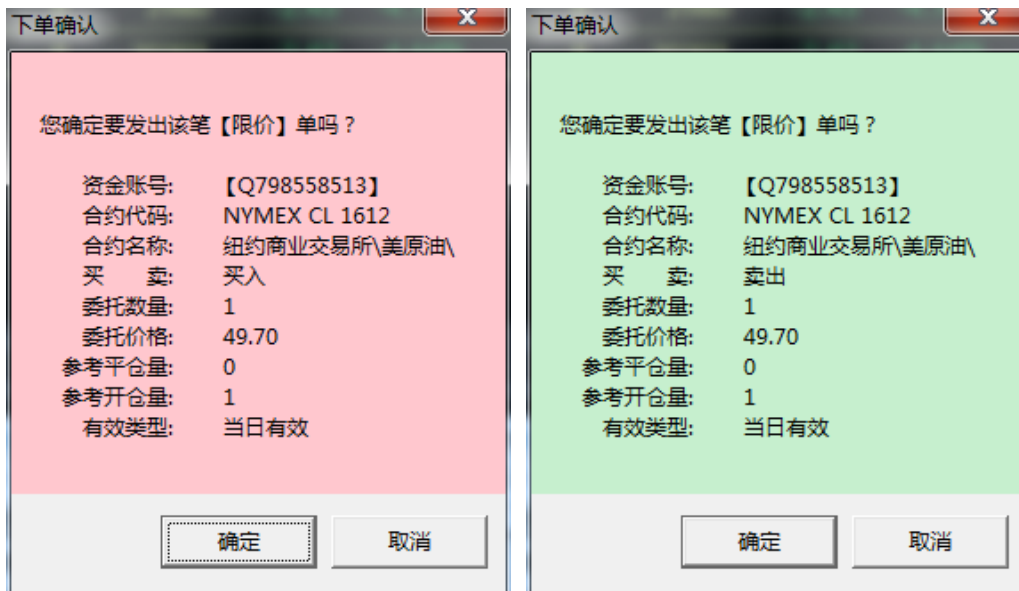 下单确认
您确定要发出该笔【限价】单吗？
资金账号: 【Q798558513】
合约代码: NYMEX CL 1612
合约名称: 纽约商业交易所\美原油\
买 卖: 买入
委托数量: 1
委托价格: 49.70
参考平仓量: 0
参考开仓量: 1
有效类型: 当日有效
确定 取消
下单确认
您确定要发出该笔【限价】单吗？
资金账号: 【Q798558513】
合约代码: NYMEX CL 1612
合约名称: 纽约商业交易所\美原油\
买 卖: 卖出
委托数量: 1
委托价格: 49.70
参考平仓量: 0
参考开仓量: 1
有效类型: 当日有效
确定 取消